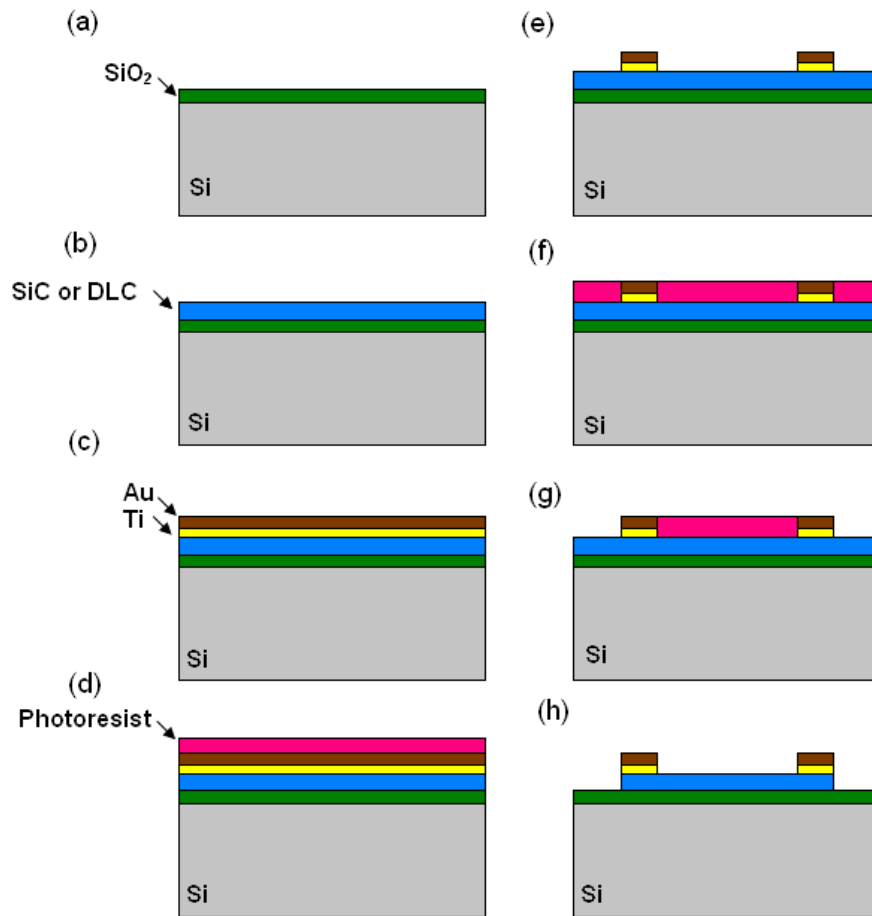 (a)
SiO₂
Si
(b)
SiC or DLC
Si
(c)
Au
Ti
Si
(d)
Photoresist
Si
(e)
Si
(f)
Si
(g)
Si
(h)
Si